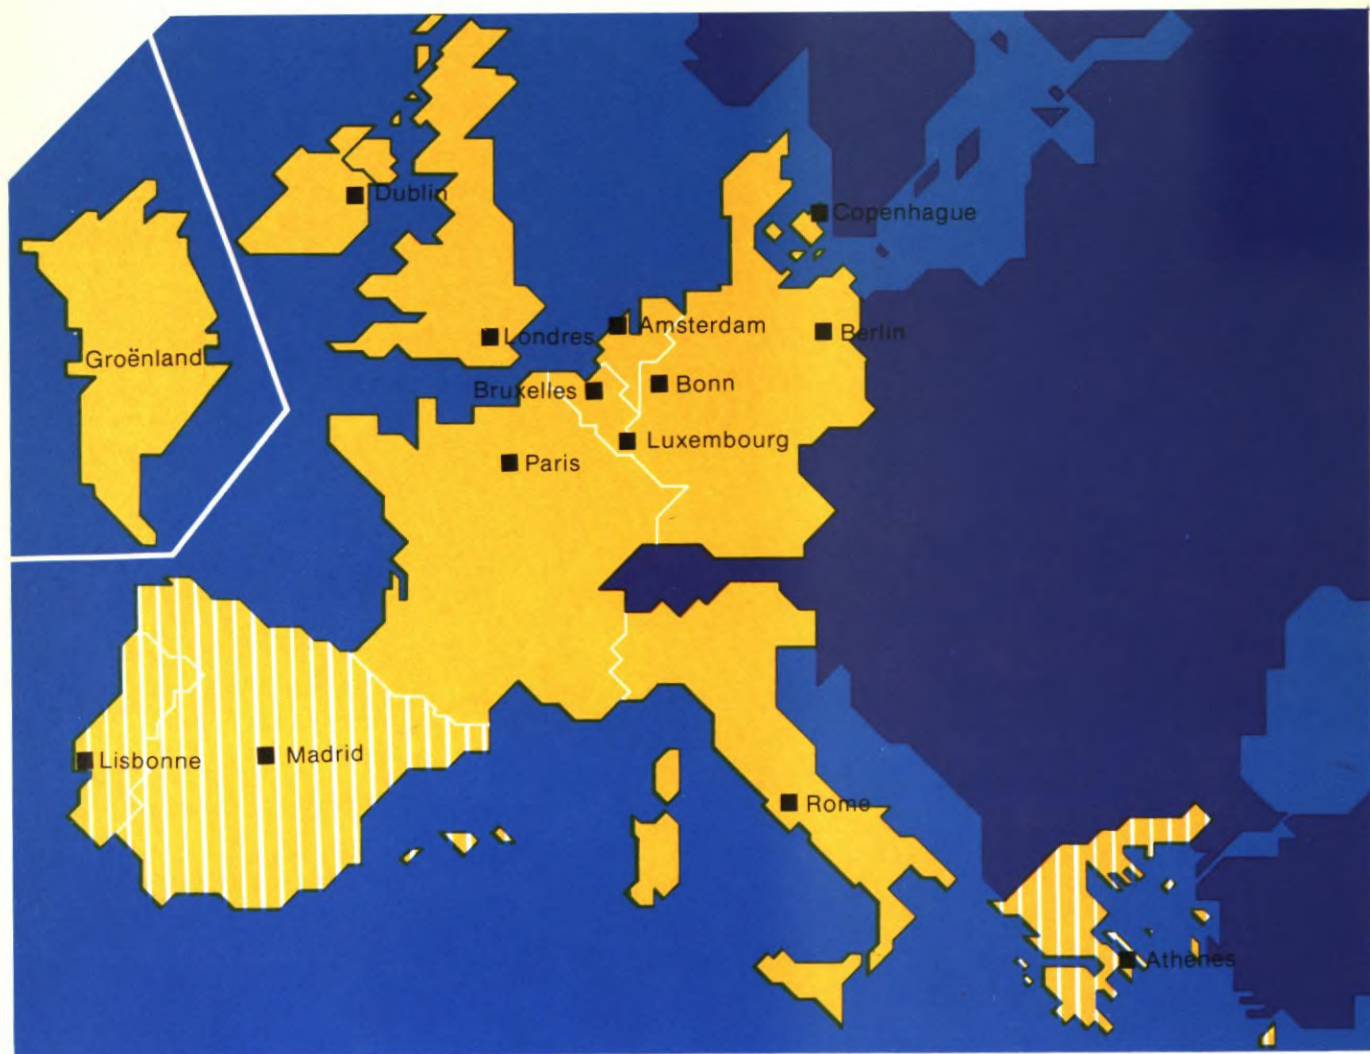 Dublin
Copenhague
Londres
Amsterdam
Berlin
Groënland
Bruxelles
Bonn
Luxembourg
Paris
Lisbonne
Madrid
Rome
Athènes